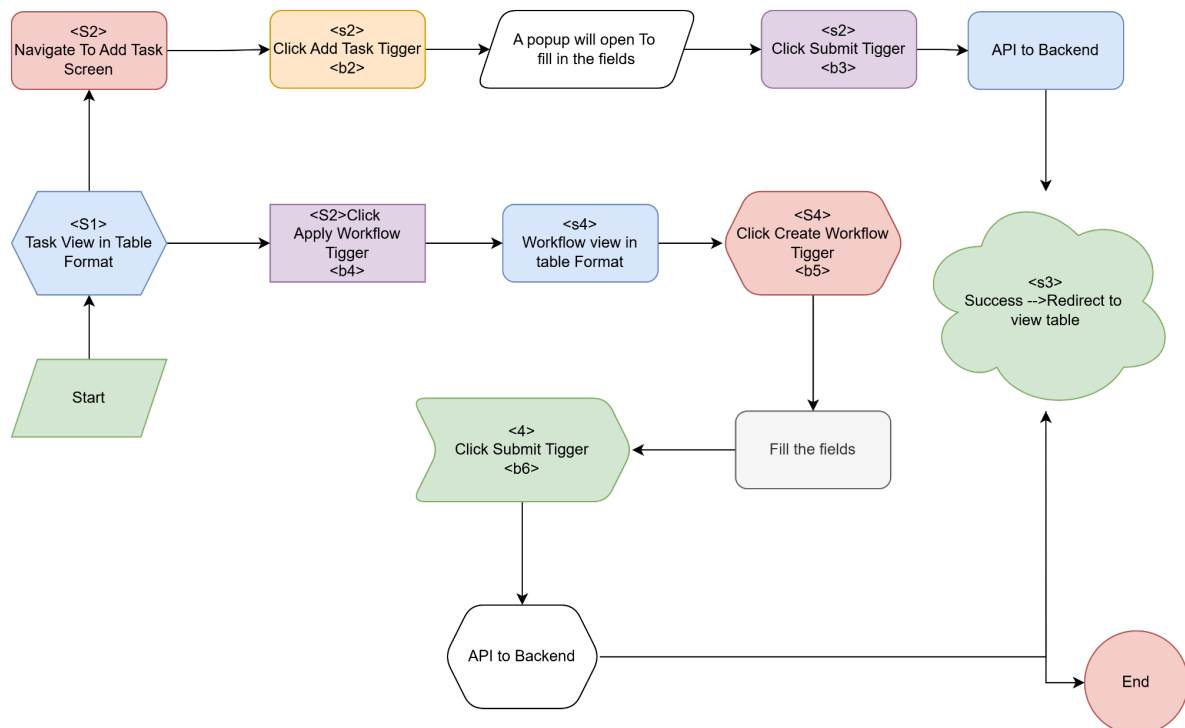 <S2>
Navigate To Add Task
Screen
<s2>
Click Add Task Tigger
<b2>
A popup will open To
fill in the fields
<s2>
Click Submit Tigger
<b3>
API to Backend
<S1>
Task View in Table
Format
<S2>Click
Apply Workflow
Tigger
<b4>
<s4>
Workflow view in
table Format
<S4>
Click Create Workflow
Tigger
<b5>
<s3>
Success -->Redirect to
view table
Start
<4>
Click Submit Tigger
<b6>
Fill the fields
API to Backend
End